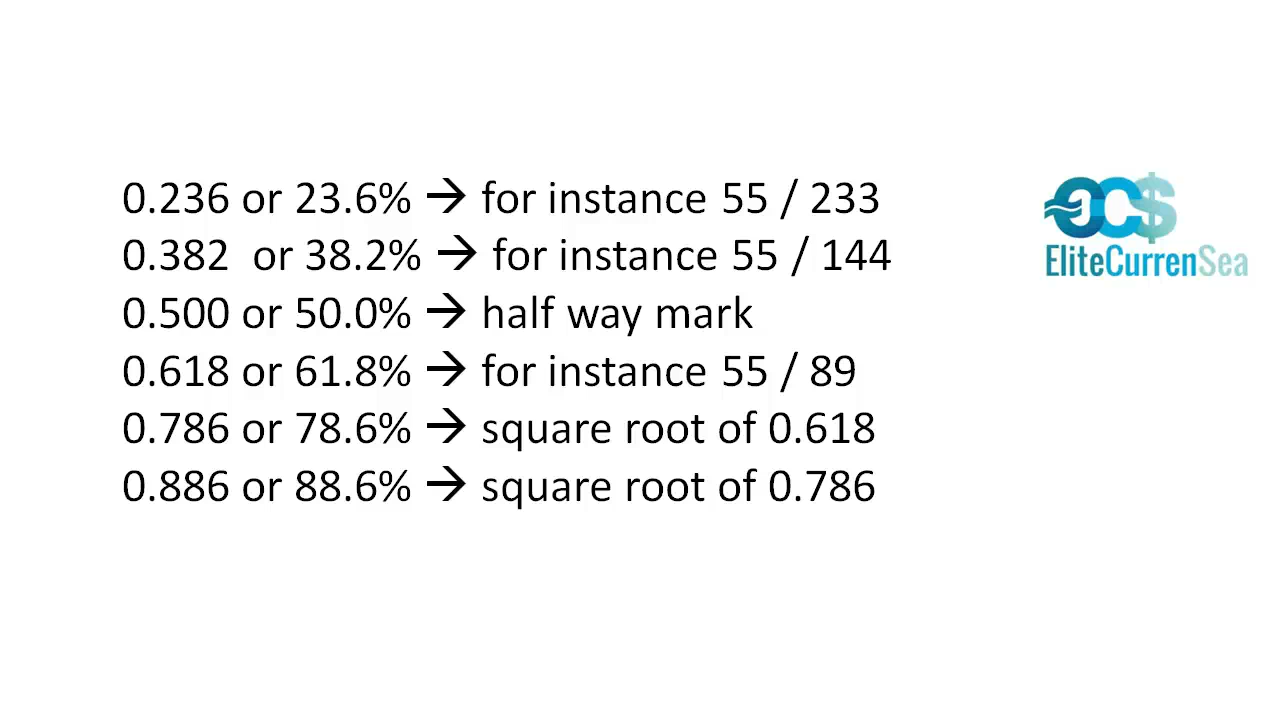 0.236 or 23.6% → for instance 55 / 233
0.382  or 38.2% → for instance 55 / 144
0.500 or 50.0% → half way mark
0.618 or 61.8% → for instance 55 / 89
0.786 or 78.6% → square root of 0.618
0.886 or 88.6% → square root of 0.786
eC$
EliteCurrenSea